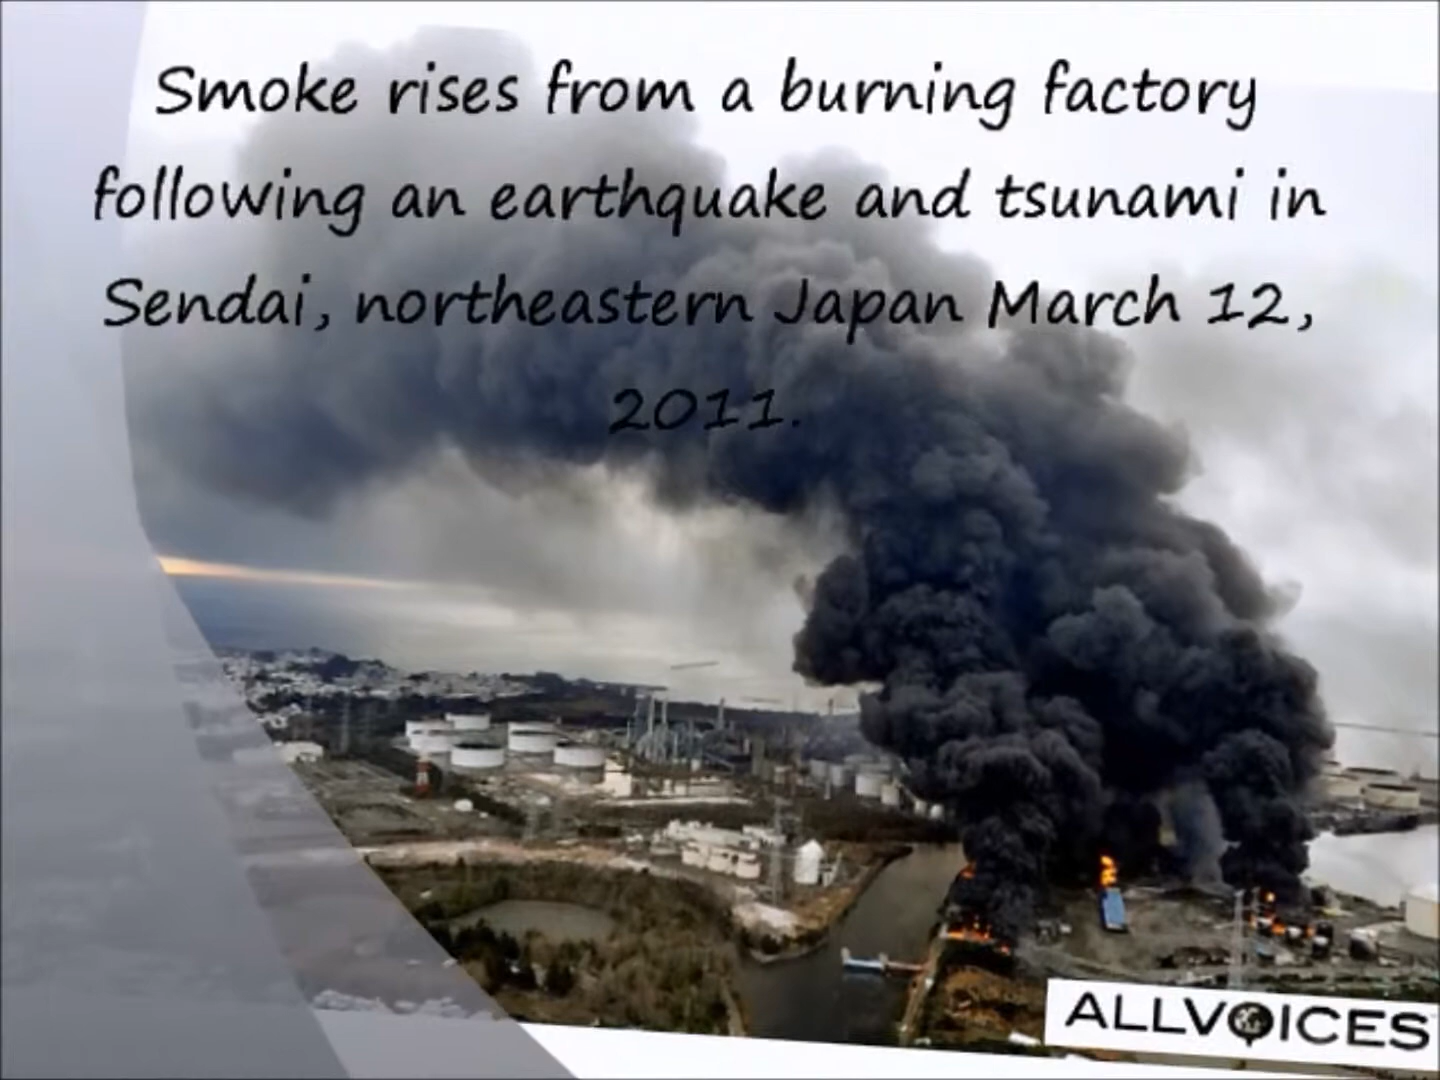 Smoke rises from a burning factory
following an earthquake and tsunami in
Sendai, northeastern Japan March 12,
2011.
ALLVOICES